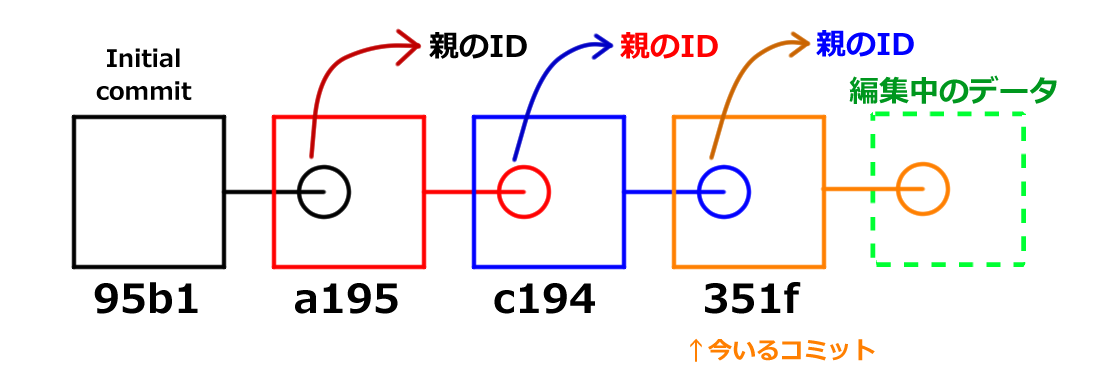 Initial
commit
親のID
親のID
親のID
編集中のデータ
95b1
a195
c194
351f
↑今いるコミット